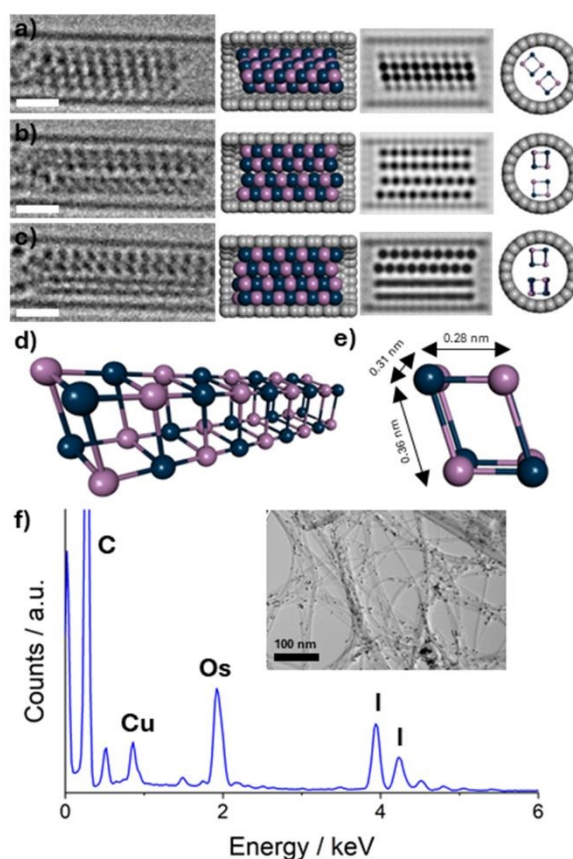 a)
b)
c)
d)
e)
0.31 nm
0.28 nm
0.36 nm
f)
C
Cu
Os
I
I
100 nm
Counts / a.u.
0
2
4
6
Energy / keV